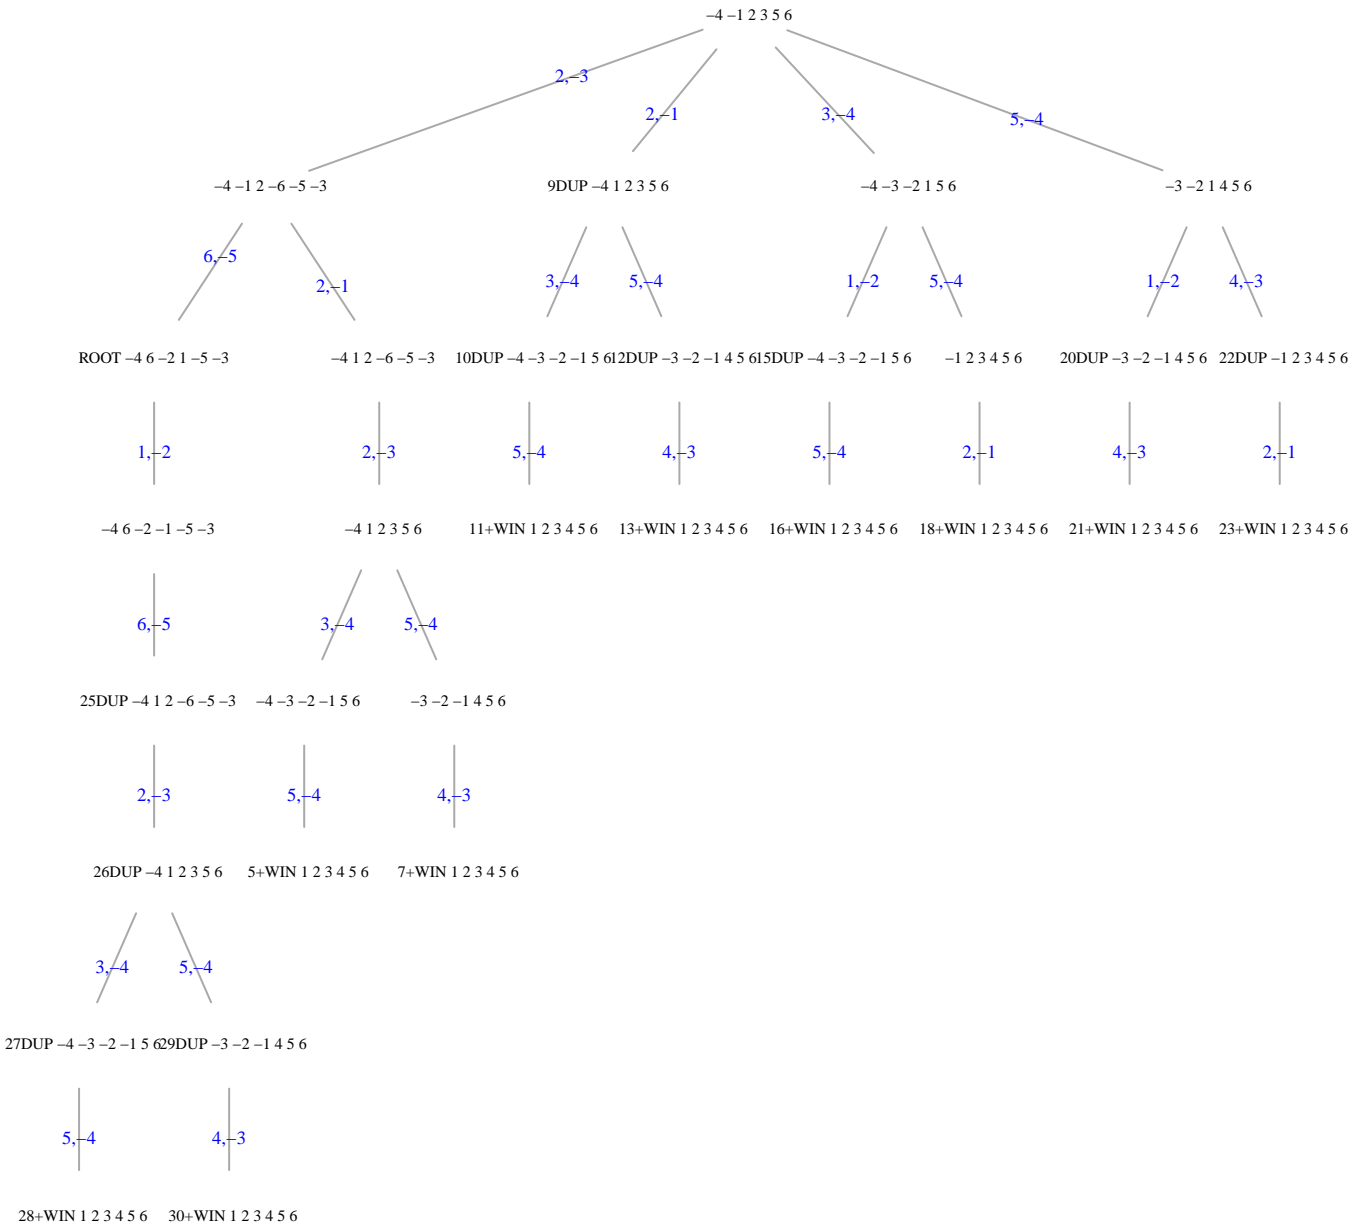 −4 −1 2 3 5 6
2,−3
2,−1 3,−4 5,−4
−4 −1 2 −6 −5 −3 9DUP −4 1 2 3 5 6 −4 −3 −2 1 5 6 −3 −2 1 4 5 6
6,−5 2,−1 3,−4 5,−4 1,−2 5,−4 1,−2 4,−3
ROOT −4 6 −2 1 −5 −3 −4 1 2 −6 −5 −3 10DUP −4 −3 −2 −1 5 6 12DUP −3 −2 −1 4 5 6 15DUP −4 −3 −2 −1 5 6 −1 2 3 4 5 6 20DUP −3 −2 −1 4 5 6 22DUP −1 2 3 4 5 6
1,−2 2,−3 5,−4 4,−3 5,−4 2,−1 4,−3 2,−1
−4 6 −2 −1 −5 −3 −4 1 2 3 5 6 11+WIN 1 2 3 4 5 6 13+WIN 1 2 3 4 5 6 16+WIN 1 2 3 4 5 6 18+WIN 1 2 3 4 5 6 21+WIN 1 2 3 4 5 6 23+WIN 1 2 3 4 5 6
6,−5 3,−4 5,−4
25DUP −4 1 2 −6 −5 −3 −4 −3 −2 −1 5 6 −3 −2 −1 4 5 6
2,−3 5,−4 4,−3
26DUP −4 1 2 3 5 6 5+WIN 1 2 3 4 5 6 7+WIN 1 2 3 4 5 6
3,−4 5,−4
27DUP −4 −3 −2 −1 5 6 29DUP −3 −2 −1 4 5 6
5,−4 4,−3
28+WIN 1 2 3 4 5 6 30+WIN 1 2 3 4 5 6